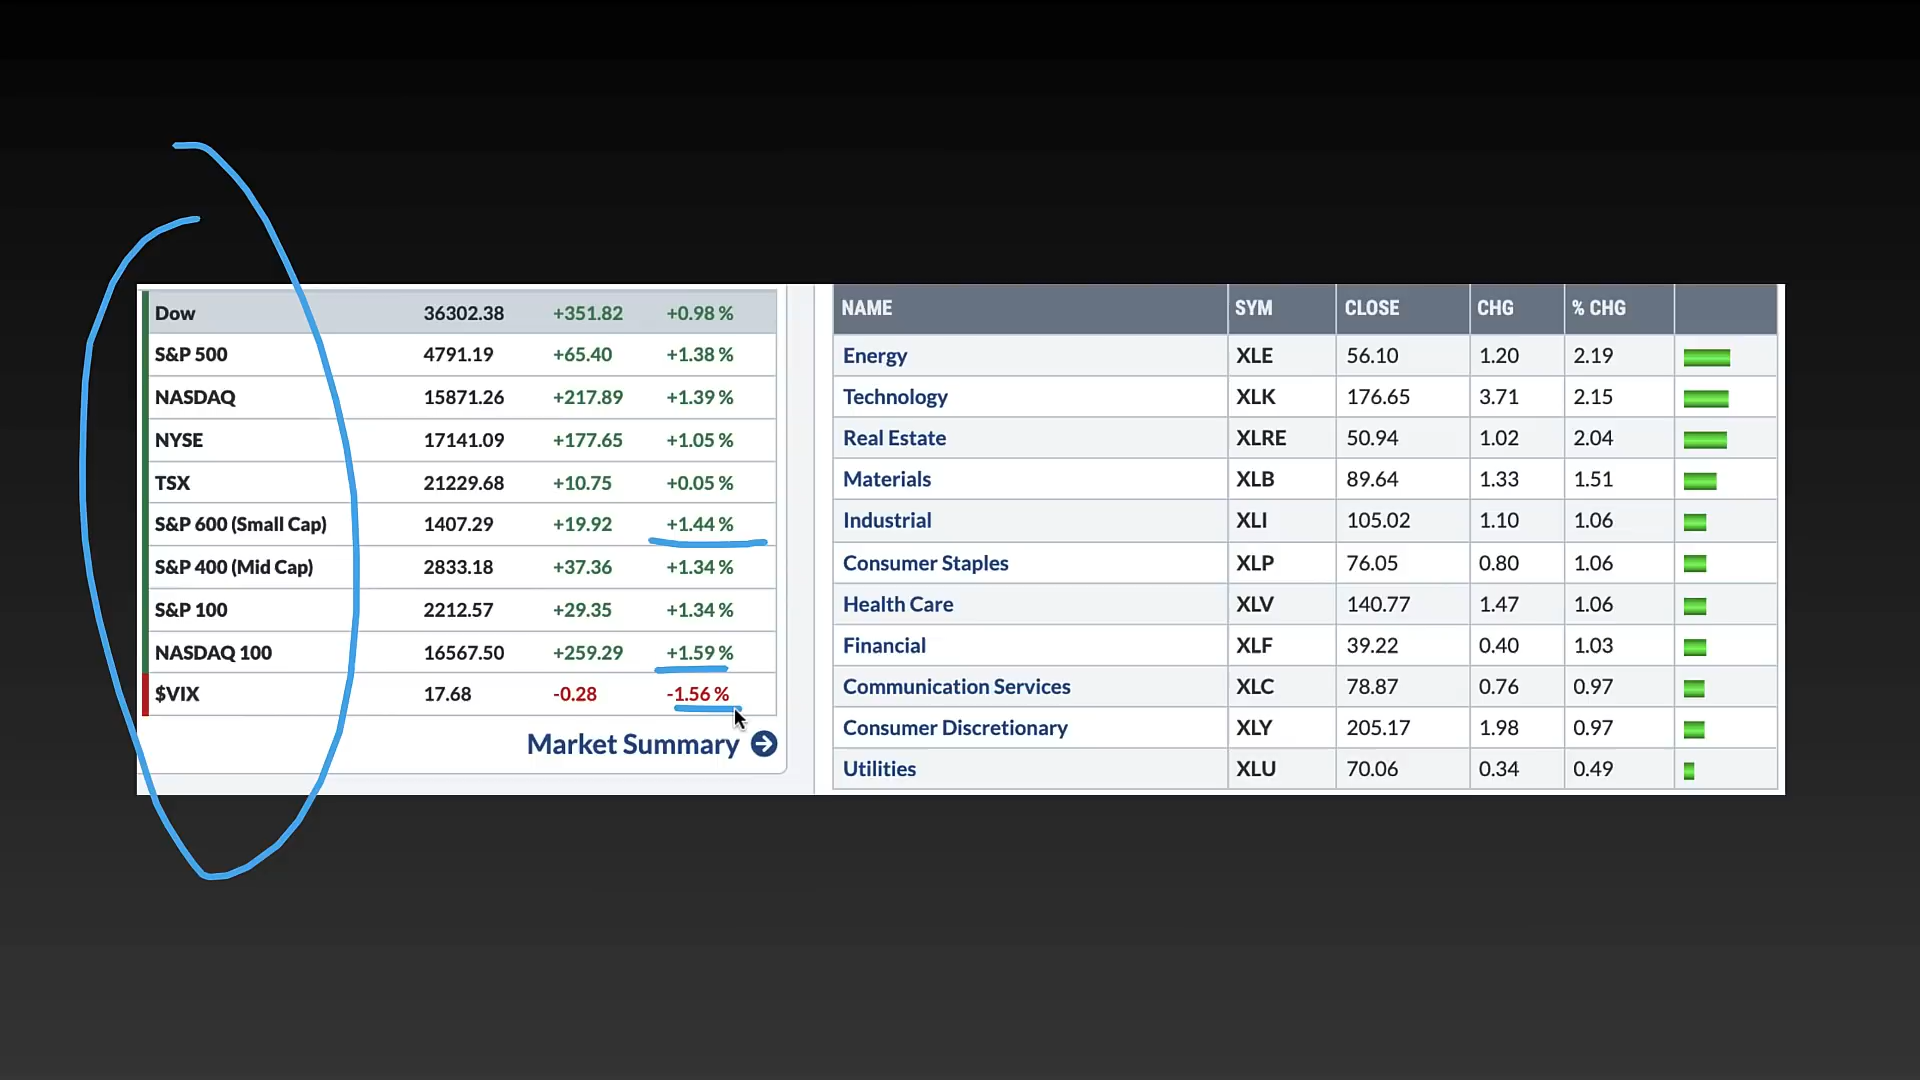 Dow 36302.38 +351.82 +0.98 %
S&P 500 4791.19 +65.40 +1.38 %
NASDAQ 15871.26 +217.89 +1.39 %
NYSE 17141.09 +177.65 +1.05 %
TSX 21229.68 +10.75 +0.05 %
S&P 600 (Small Cap) 1407.29 +19.92 +1.44 %
S&P 400 (Mid Cap) 2833.18 +37.36 +1.34 %
S&P 100 2212.57 +29.35 +1.34 %
NASDAQ 100 16567.50 +259.29 +1.59 %
$VIX 17.68 -0.28 -1.56 %
Market Summary
NAME SYM CLOSE CHG % CHG
Energy XLE 56.10 1.20 2.19
Technology XLK 176.65 3.71 2.15
Real Estate XLRE 50.94 1.02 2.04
Materials XLB 89.64 1.33 1.51
Industrial XLI 105.02 1.10 1.06
Consumer Staples XLP 76.05 0.80 1.06
Health Care XLV 140.77 1.47 1.06
Financial XLF 39.22 0.40 1.03
Communication Services XLC 78.87 0.76 0.97
Consumer Discretionary XLY 205.17 1.98 0.97
Utilities XLU 70.06 0.34 0.49